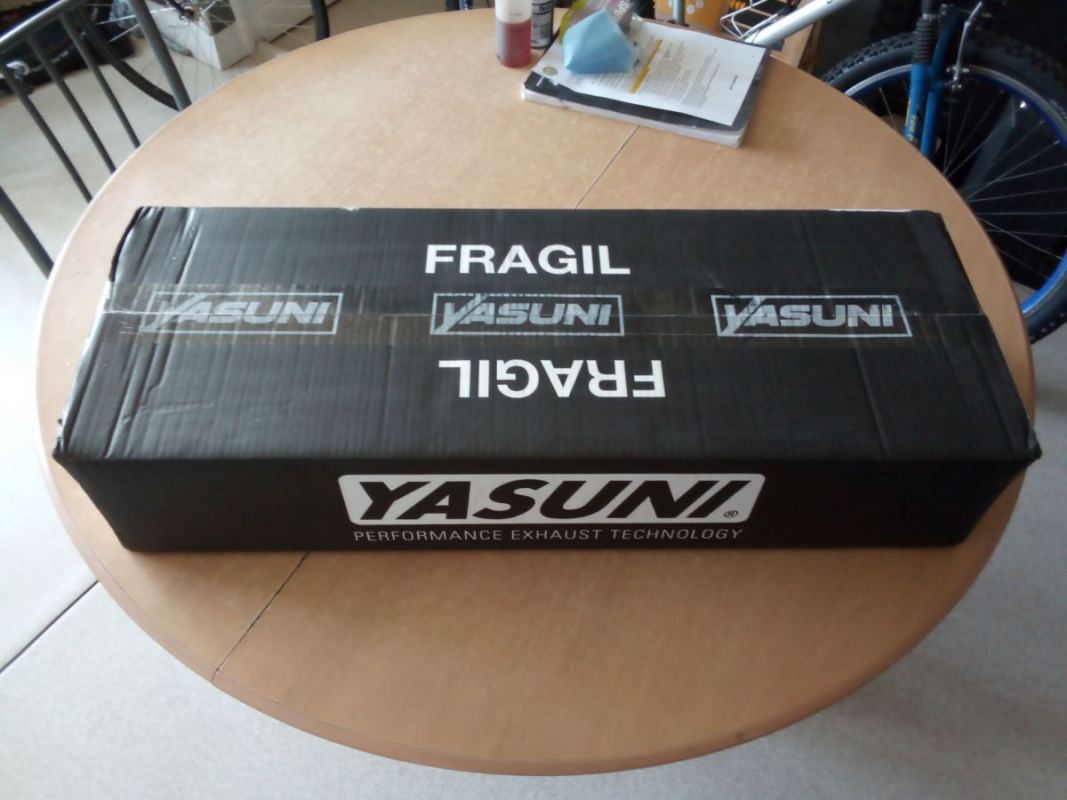 FRAGIL
YASUNI YASUNI YASUNI
FRAGIL
YASUNI®
PERFORMANCE EXHAUST TECHNOLOGY